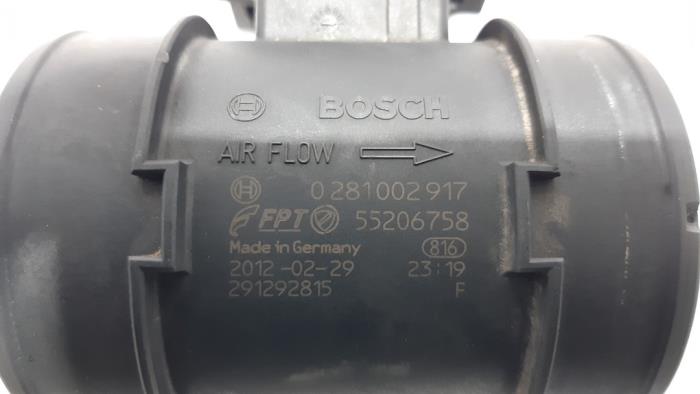 BOSCH
AIR FLOW
0 281 002 917
FPT 55206758
Made in Germany 816
2012-02-29 23:19
291292815 F